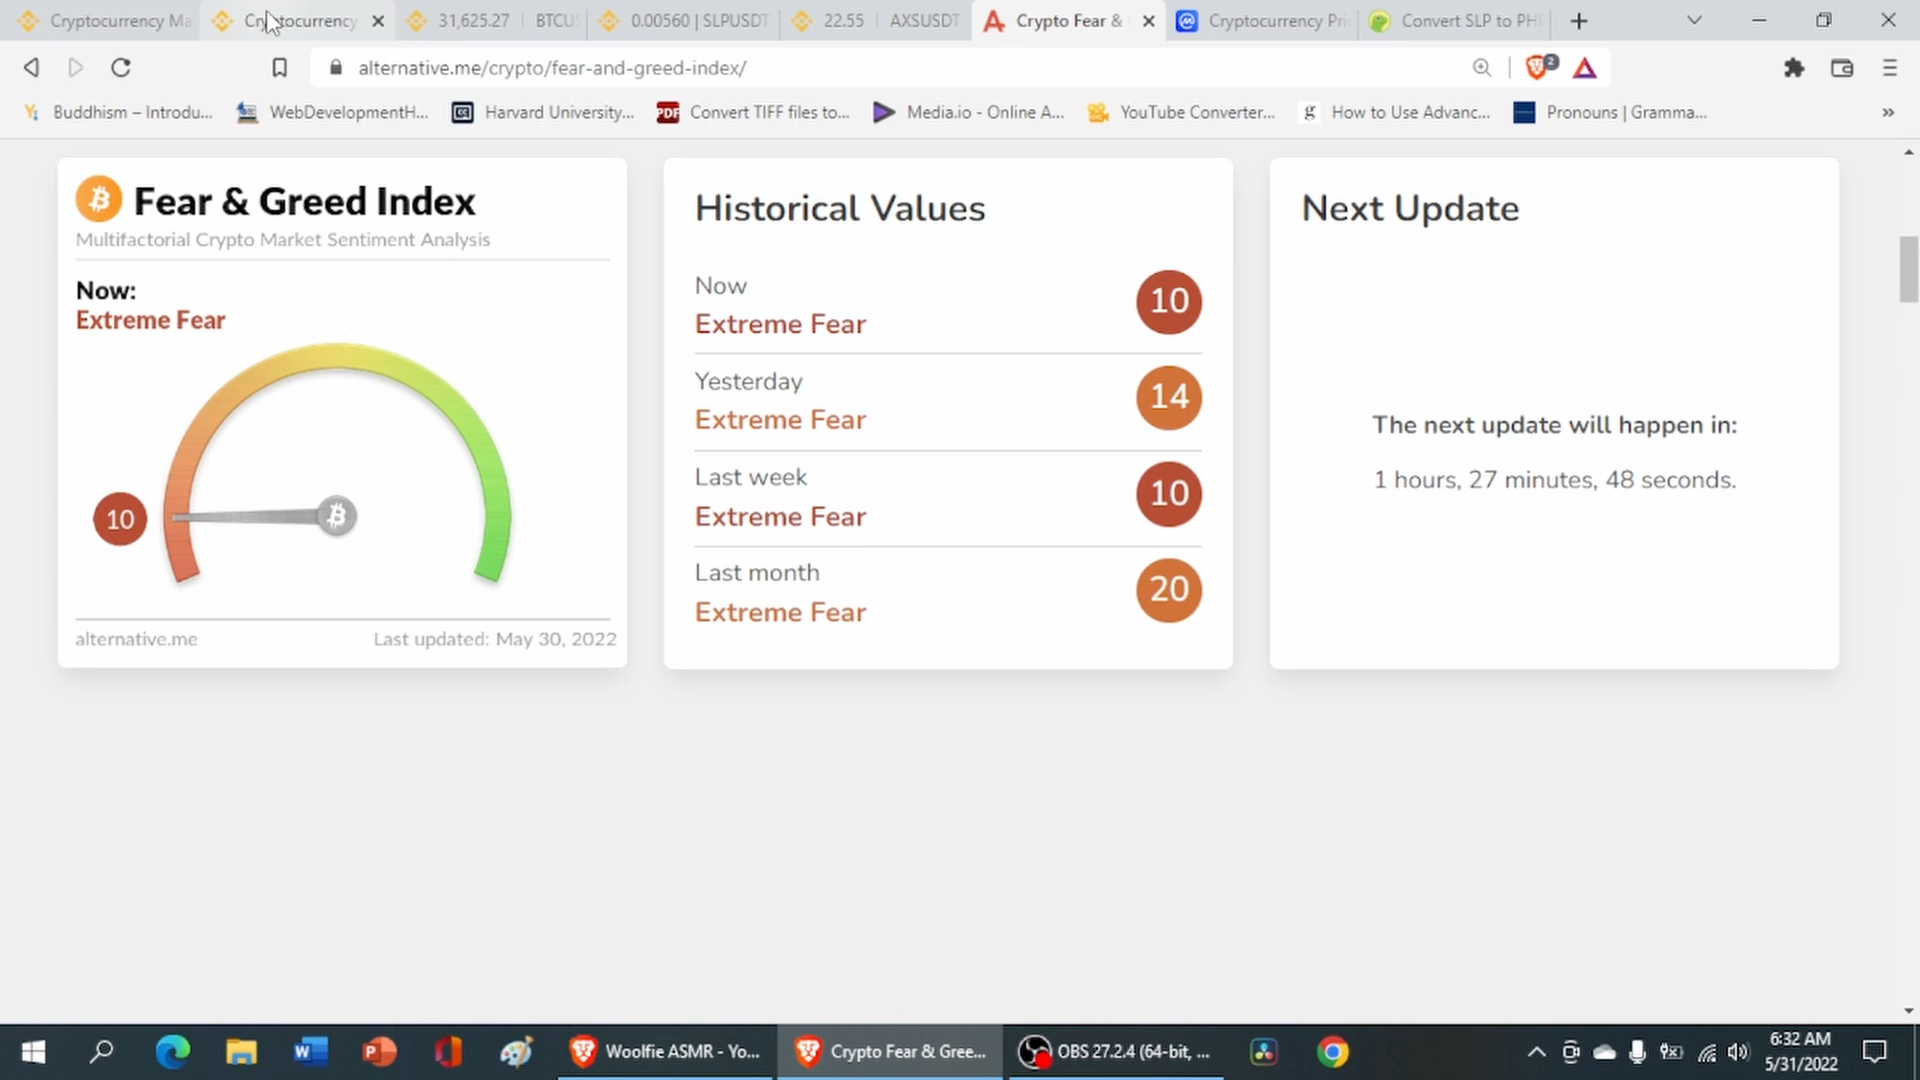 Cryptocurrency Ma
Cryptocurrency
31,625.27 | BTCUS
0.00560 | SLPUSDT
22.55 | AXSUSDT
Crypto Fear &
Cryptocurrency Pri
Convert SLP to PHP
alternative.me/crypto/fear-and-greed-index/
2
Buddhism – Introdu...
WebDevelopmentH...
Harvard University...
PDF
Convert TIFF files to...
Media.io - Online A...
YouTube Converter...
g
How to Use Advanc...
Pronouns | Gramma...
»
Fear & Greed Index
Multifactorial Crypto Market Sentiment Analysis
Now:
Extreme Fear
10
alternative.me
Last updated: May 30, 2022
Historical Values
Now
Extreme Fear
10
Yesterday
Extreme Fear
14
Last week
Extreme Fear
10
Last month
Extreme Fear
20
Next Update
The next update will happen in:
1 hours, 27 minutes, 48 seconds.
Woolfie ASMR - Yo...
Crypto Fear & Gree...
OBS 27.2.4 (64-bit, ...
6:32 AM
5/31/2022